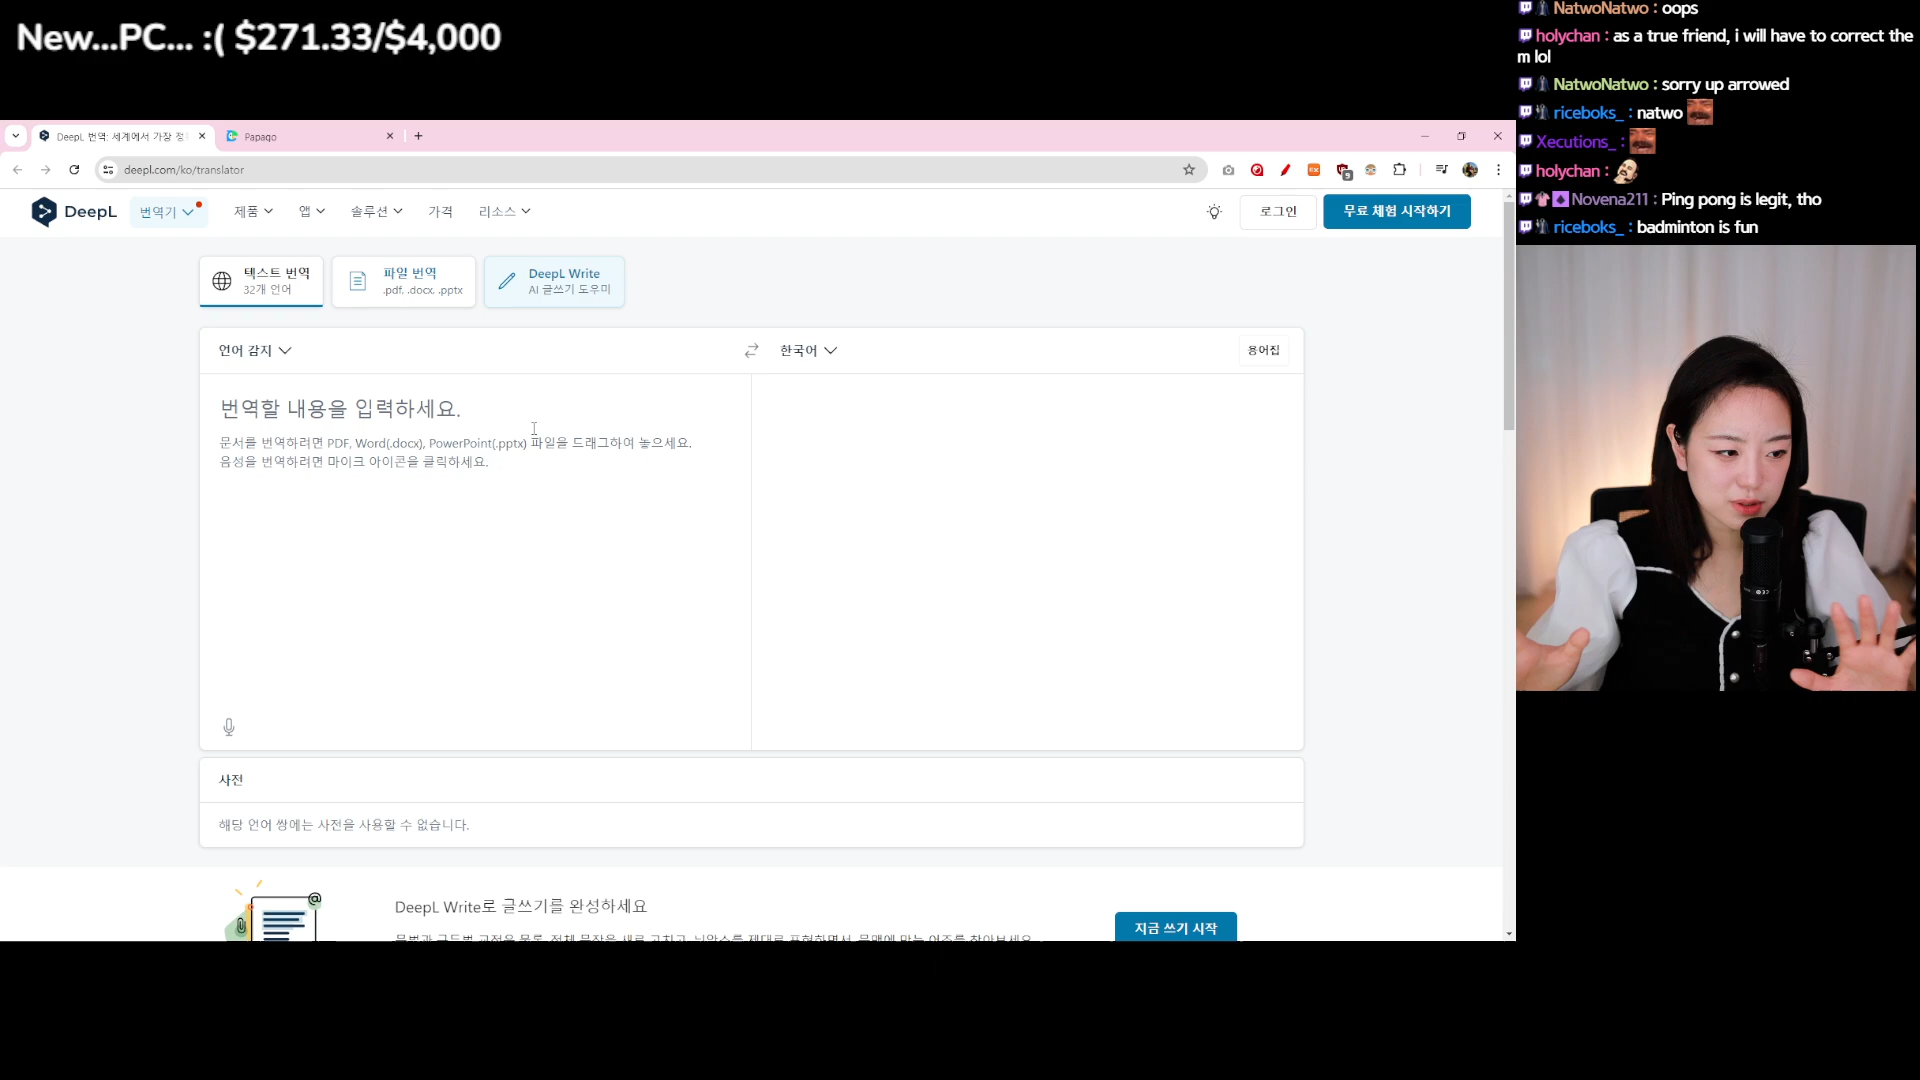 New...PC... :( $271.33/$4,000
DeepL 번역: 세계에서 가장 정
Papago
deepl.com/ko/translator
DeepL
번역기
제품
앱
솔루션
가격
리소스
로그인
무료 체험 시작하기
텍스트 번역
32개 언어
파일 번역
.pdf, .docx, .pptx
DeepL Write
AI 글쓰기 도우미
언어 감지
한국어
용어집
번역할 내용을 입력하세요.
문서를 번역하려면 PDF, Word(.docx), PowerPoint(.pptx) 파일을 드래그하여 놓으세요.
음성을 번역하려면 마이크 아이콘을 클릭하세요.
사전
해당 언어 쌍에는 사전을 사용할 수 없습니다.
DeepL Write로 글쓰기를 완성하세요
지금 쓰기 시작
NatwoNatwo : oops
holychan : as a true friend, i will have to correct the
m lol
NatwoNatwo : sorry up arrowed
riceboks_ : natwo
Xecutions_ :
holychan :
Novena211 : Ping pong is legit, tho
riceboks_ : badminton is fun